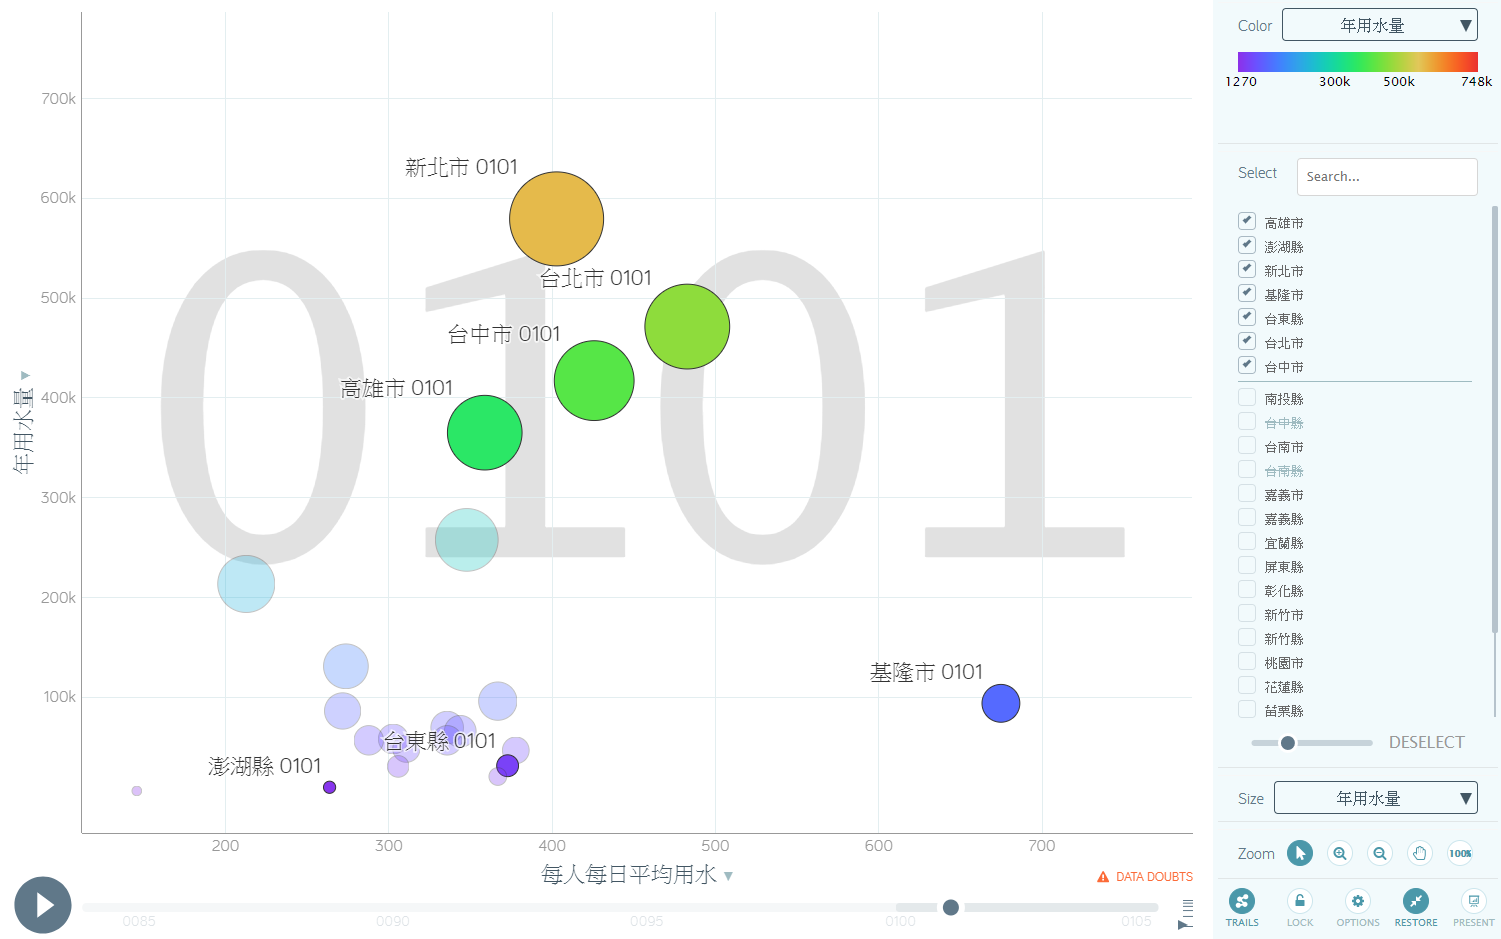 Color
年用水量
1270
300k
500k
748k
Select
Search...
高雄市
澎湖縣
新北市
基隆市
台東縣
台北市
台中市
南投縣
台中縣
台南市
台南縣
嘉義市
嘉義縣
宜蘭縣
屏東縣
彰化縣
新竹市
新竹縣
桃園市
花蓮縣
苗栗縣
DESELECT
Size
年用水量
Zoom
100%
TRAILS
LOCK
OPTIONS
RESTORE
PRESENT
0101
700k
600k
500k
400k
300k
200k
100k
年用水量
新北市 0101
台北市 0101
台中市 0101
高雄市 0101
基隆市 0101
台東縣 0101
澎湖縣 0101
200
300
400
500
600
700
每人每日平均用水
DATA DOUBTS
0085
0090
0095
0100
0105